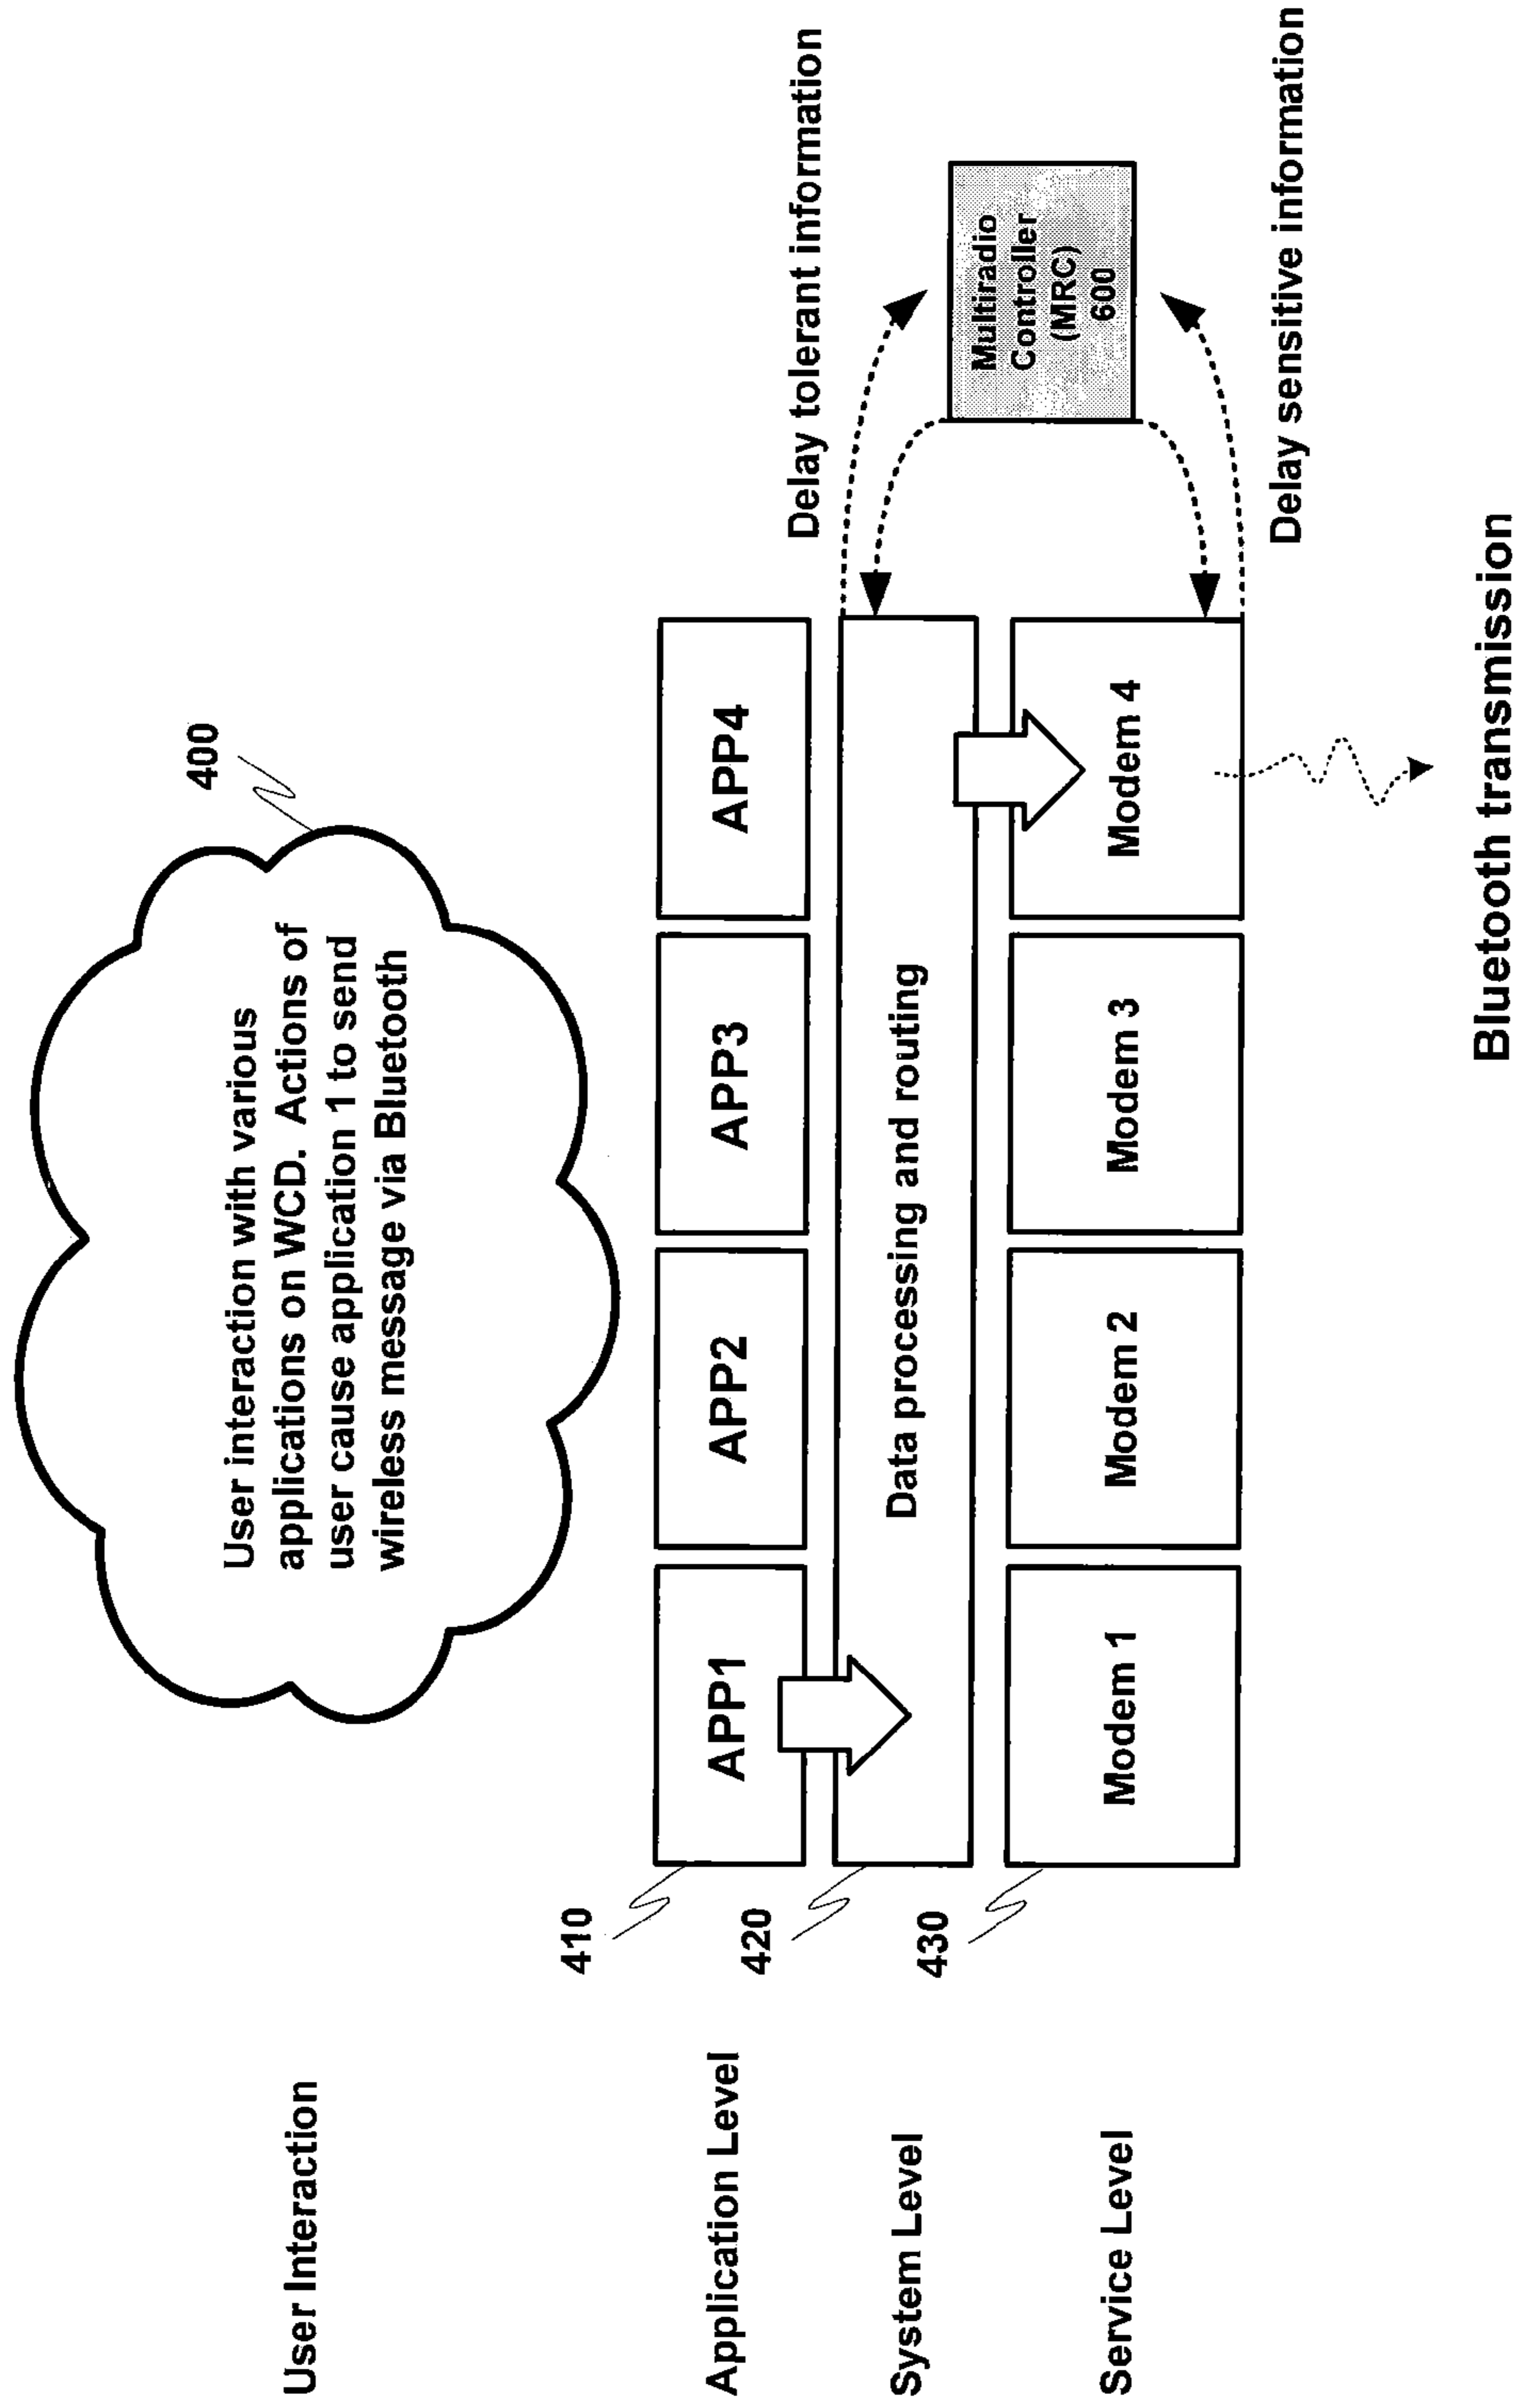 User Interaction
400
User interaction with various
applications on WCD. Actions of
user cause application 1 to send
wireless message via Bluetooth
410
Application Level
APP1
APP2
APP3
APP4
Delay tolerant information
420
System Level
Data processing and routing
Multiradio
Controller
(MRC)
600
430
Service Level
Modem 1
Modem 2
Modem 3
Modem 4
Delay sensitive information
Bluetooth transmission